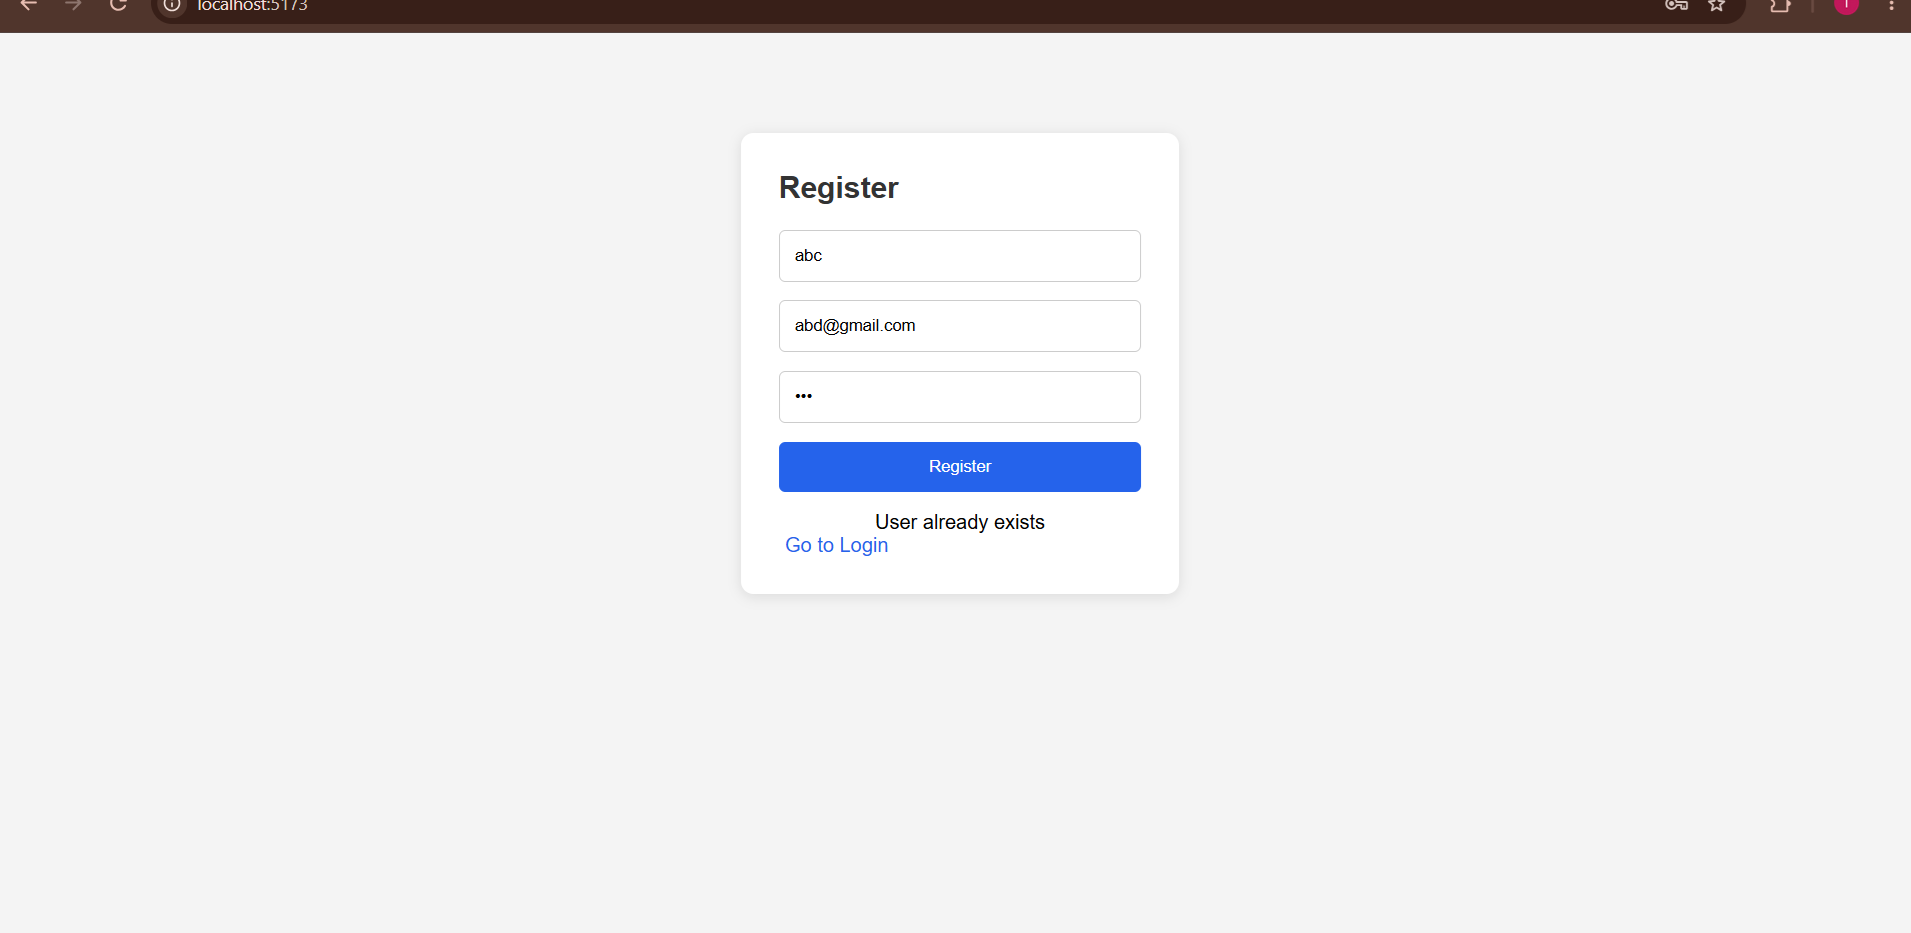 localhost:5173
Register
abc
abd@gmail.com
•••
Register
User already exists
Go to Login